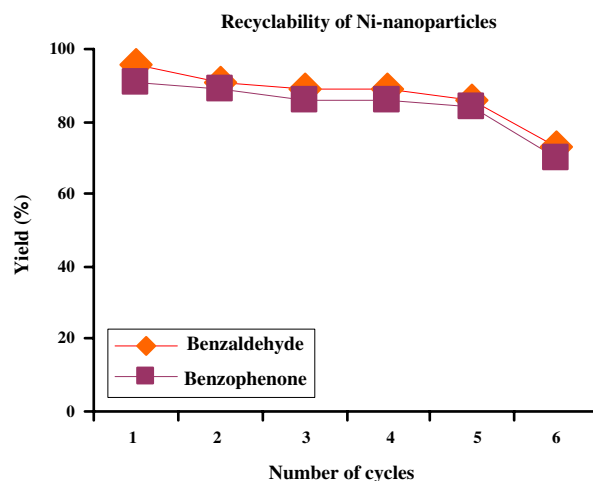 Recyclability of Ni-nanoparticles
100
80
60
40
20
0
Yield (%)
Benzaldehyde
Benzophenone
1 2 3 4 5 6
Number of cycles